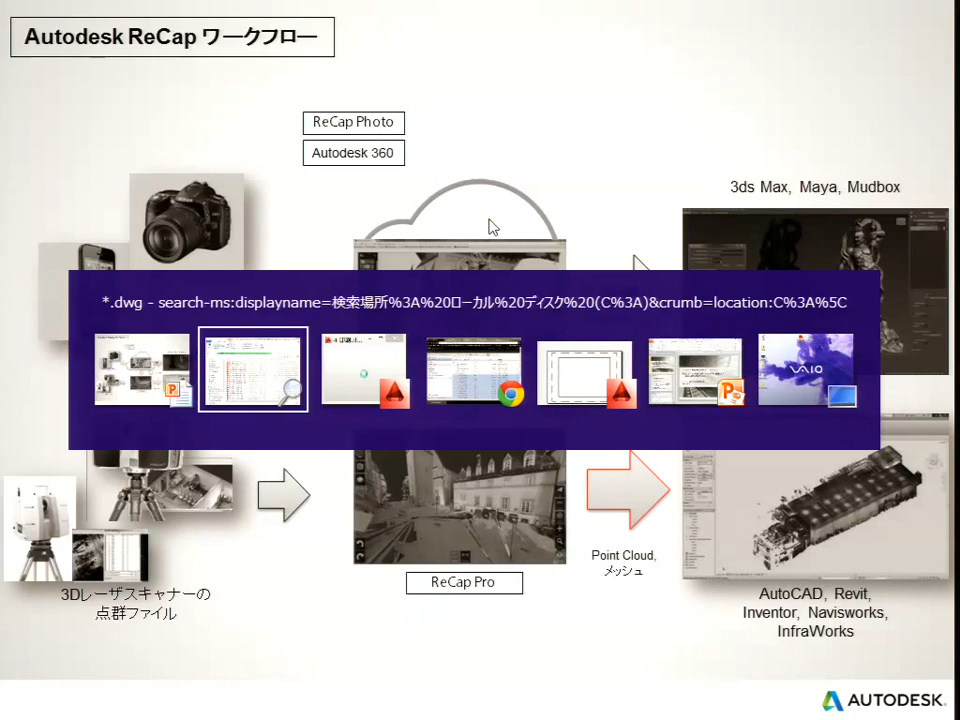 Autodesk ReCap ワークフロー
ReCap Photo
Autodesk 360
3ds Max, Maya, Mudbox
*.dwg - search-ms:displayname=検索場所%3A%20ローカル%20ディスク%20(C%3A)&crumb=location:C%3A%5C
VAIO
Point Cloud,
メッシュ
ReCap Pro
3Dレーザスキャナーの
点群ファイル
AutoCAD, Revit,
Inventor, Navisworks,
InfraWorks
AUTODESK.